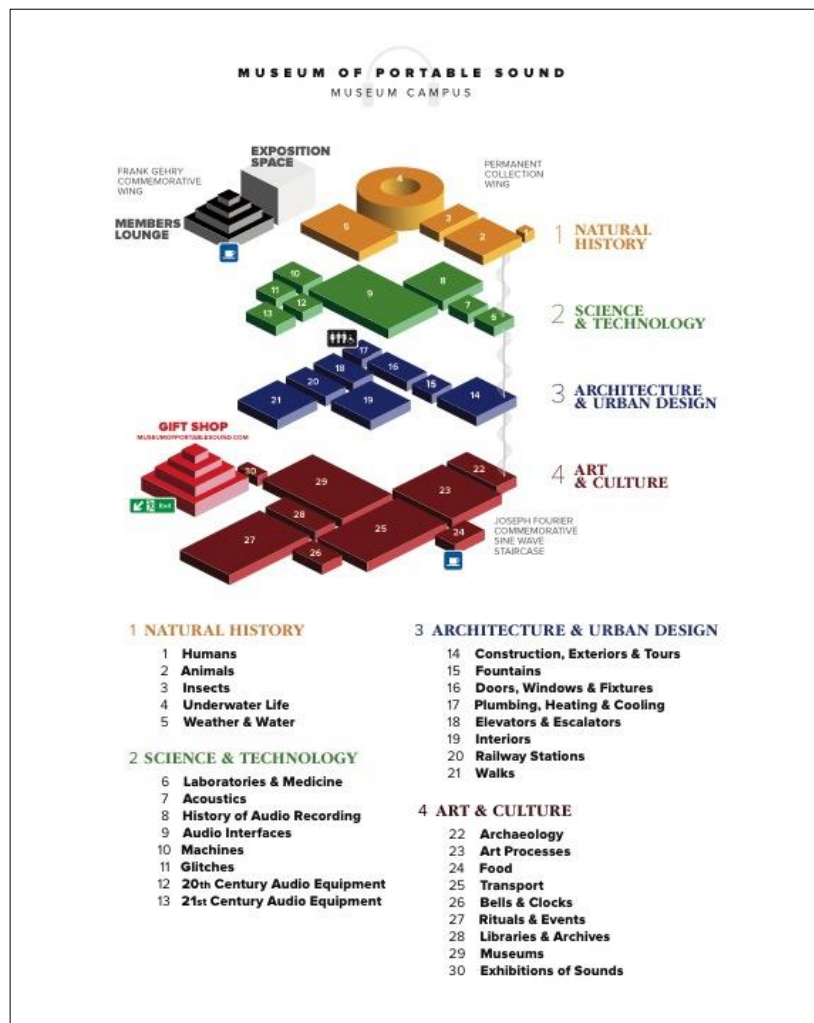 MUSEUM OF PORTABLE SOUND
MUSEUM CAMPUS
FRANK GEHRY
COMMEMORATIVE
WING
EXPOSITION
SPACE
MEMBERS
LOUNGE
PERMANENT
COLLECTION
WING
4
5
3
2
1
1 NATURAL
HISTORY
10
11
12
13
9
8
7
6
2 SCIENCE
& TECHNOLOGY
17
18
16
20
15
21
19
14
3 ARCHITECTURE
& URBAN DESIGN
GIFT SHOP
MUSEUMOFPORTABLESOUND.COM
Exit
30
29
22
23
28
25
24
27
26
4 ART
& CULTURE
JOSEPH FOURIER
COMMEMORATIVE
SINE WAVE
STAIRCASE
1 NATURAL HISTORY
1 Humans
2 Animals
3 Insects
4 Underwater Life
5 Weather & Water
2 SCIENCE & TECHNOLOGY
6 Laboratories & Medicine
7 Acoustics
8 History of Audio Recording
9 Audio Interfaces
10 Machines
11 Glitches
12 20th Century Audio Equipment
13 21st Century Audio Equipment
3 ARCHITECTURE & URBAN DESIGN
14 Construction, Exteriors & Tours
15 Fountains
16 Doors, Windows & Fixtures
17 Plumbing, Heating & Cooling
18 Elevators & Escalators
19 Interiors
20 Railway Stations
21 Walks
4 ART & CULTURE
22 Archaeology
23 Art Processes
24 Food
25 Transport
26 Bells & Clocks
27 Rituals & Events
28 Libraries & Archives
29 Museums
30 Exhibitions of Sounds